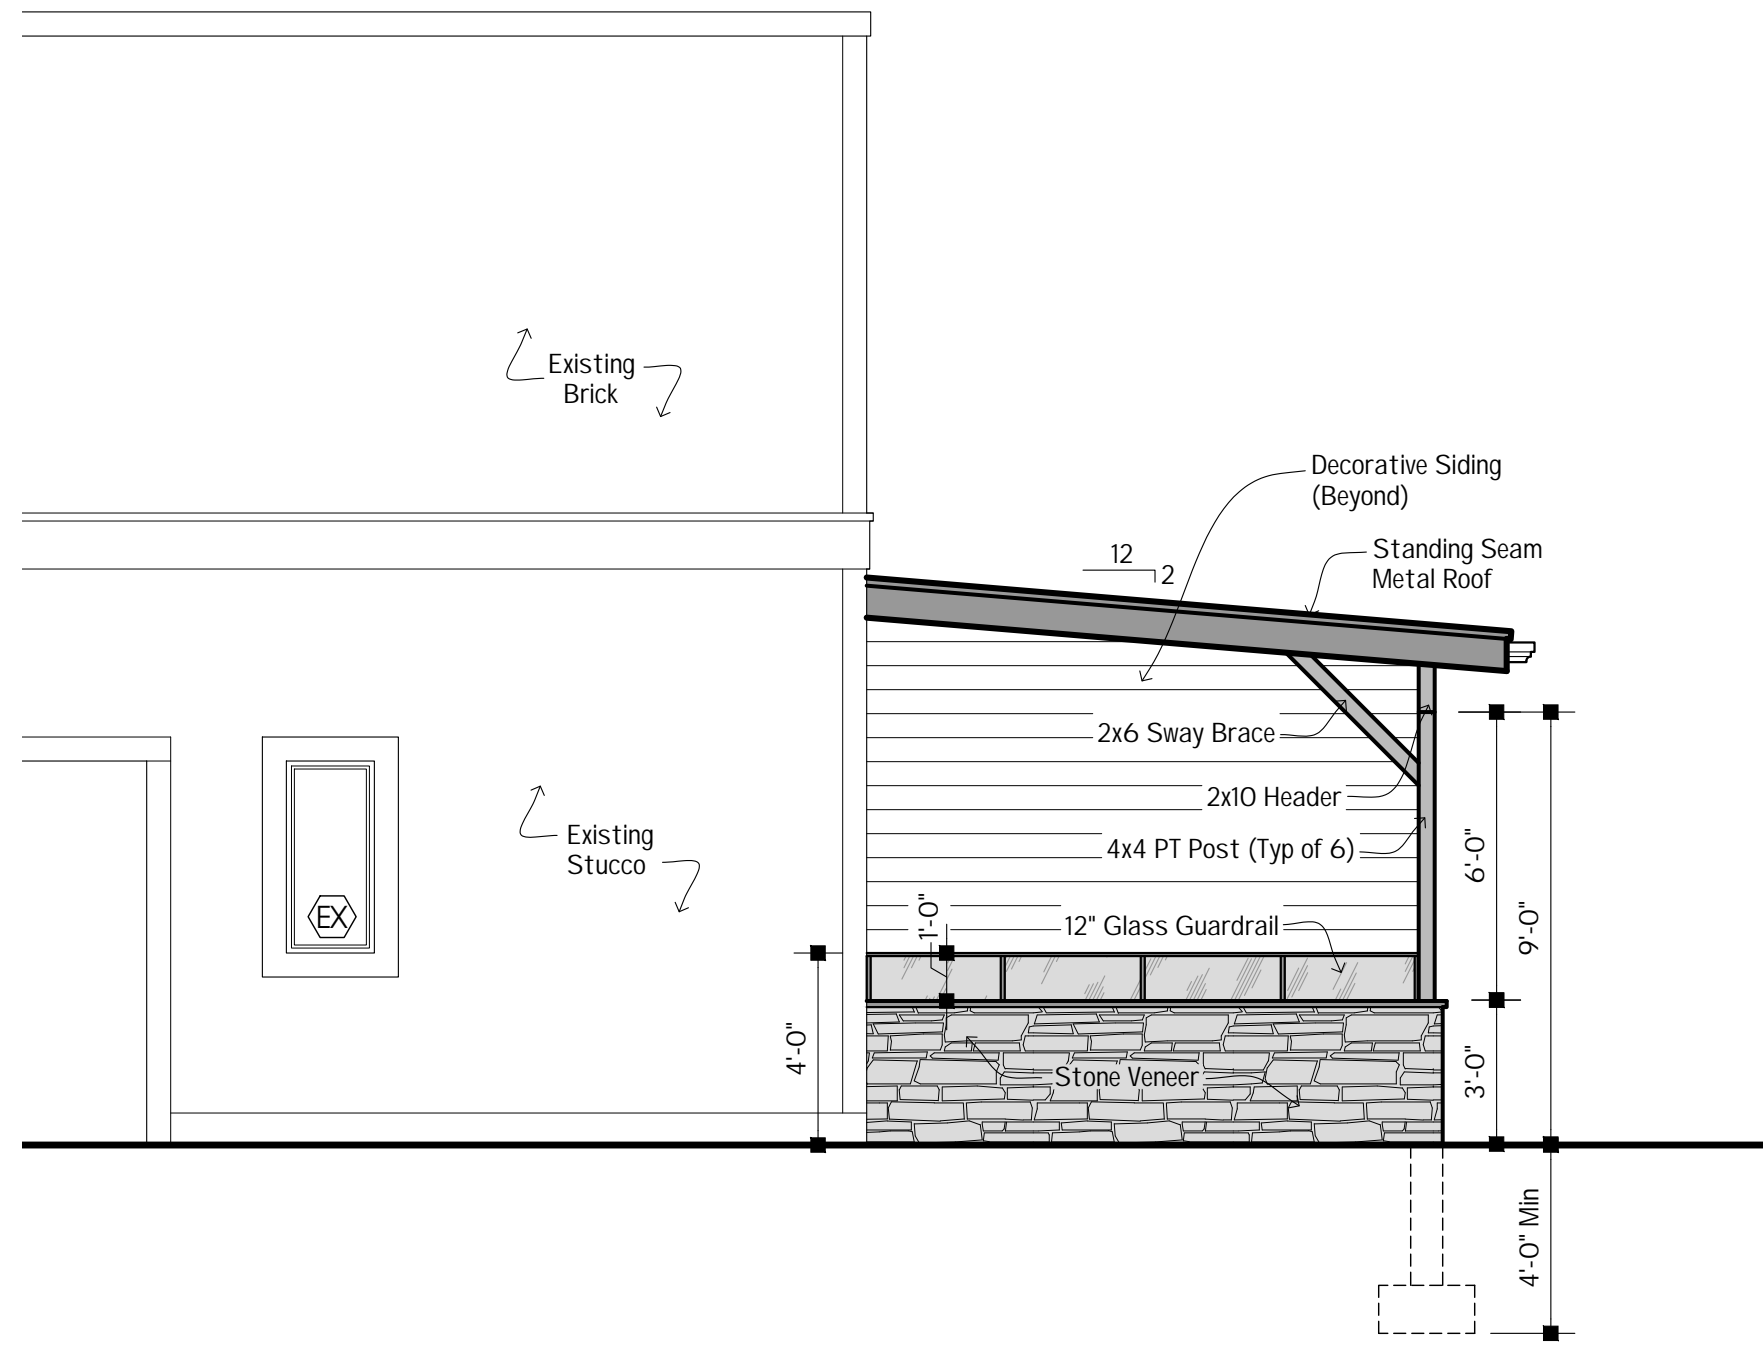 Existing
Brick
Decorative Siding
(Beyond)
12
2
Standing Seam
Metal Roof
2x6 Sway Brace
2x10 Header
4x4 PT Post (Typ of 6)
Existing
Stucco
EX
12" Glass Guardrail
1'-0"
6'-0"
9'-0"
4'-0"
Stone Veneer
3'-0"
4'-0" Min